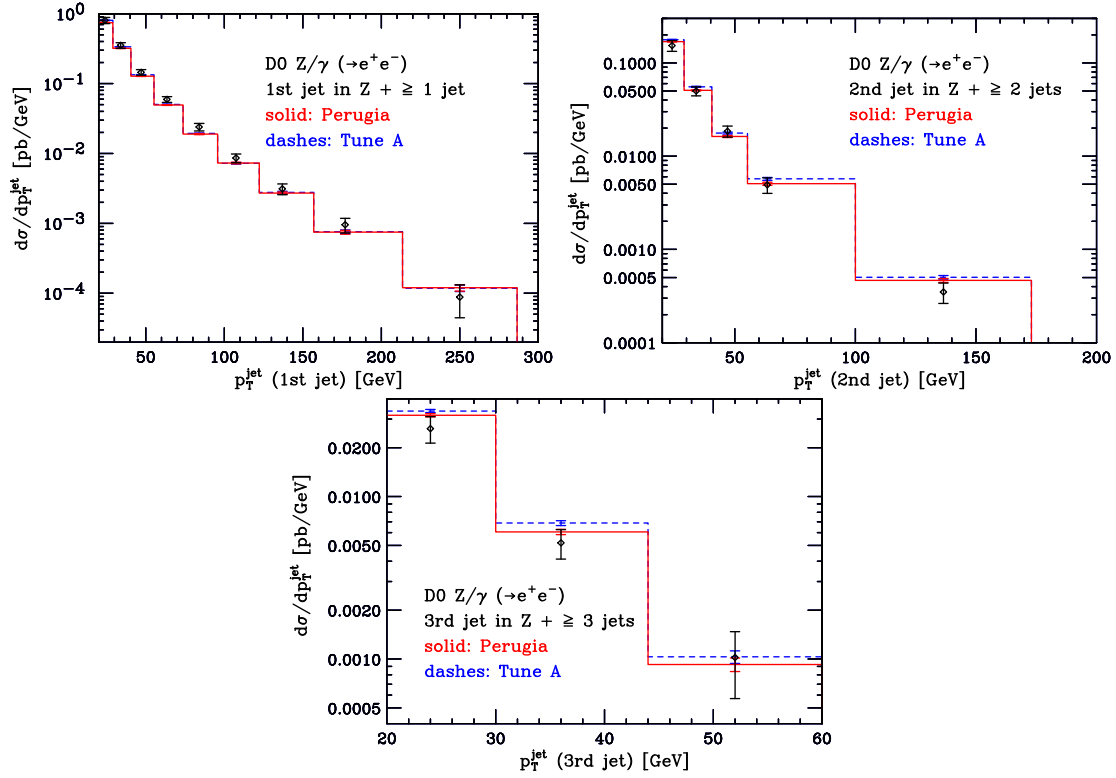 10^0
10^−1
10^−2
10^−3
10^−4
dσ/dp_T^jet [pb/GeV]
D0 Z/γ (→e^+e^−)
1st jet in Z + ≧ 1 jet
solid: Perugia
dashes: Tune A
50 100 150 200 250 300
p_T^jet (1st jet) [GeV]
0.1000
0.0100
0.0050
0.0010
0.0005
0.0001
dσ/dp_T^jet [pb/GeV]
D0 Z/γ (→e^+e^−)
2nd jet in Z + ≧ 2 jets
solid: Perugia
dashes: Tune A
50 100 150 200
p_T^jet (2nd jet) [GeV]
0.0200
0.0100
0.0050
0.0020
0.0010
0.0005
dσ/dp_T^jet [pb/GeV]
D0 Z/γ (→e^+e^−)
3rd jet in Z + ≧ 3 jets
solid: Perugia
dashes: Tune A
20 30 40 50 60
p_T^jet (3rd jet) [GeV]